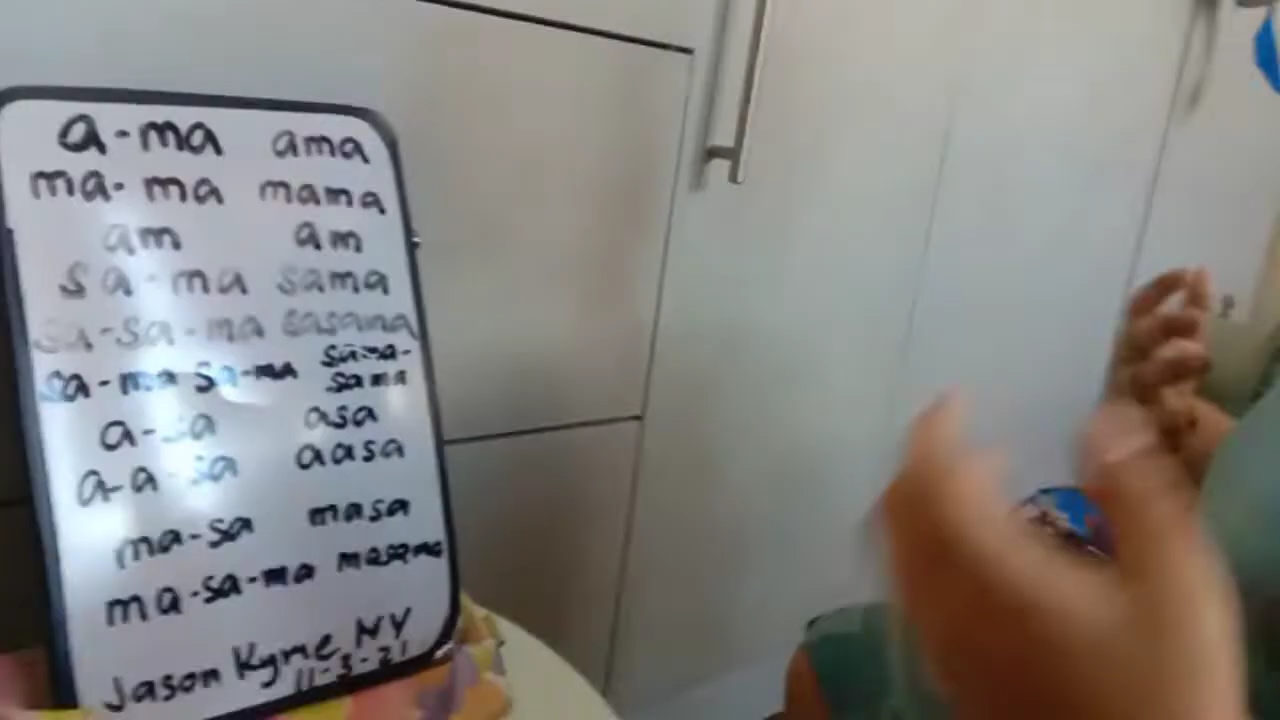 a-ma ama
ma-ma mama
am am
sa-ma sama
sa-sa-ma sasama
sa-ma sa-ma sama-
sama
a-sa asa
a-a-sa aasa
ma-sa masa
ma-sa-ma masama
Jason Kyrie NY
11-3-21